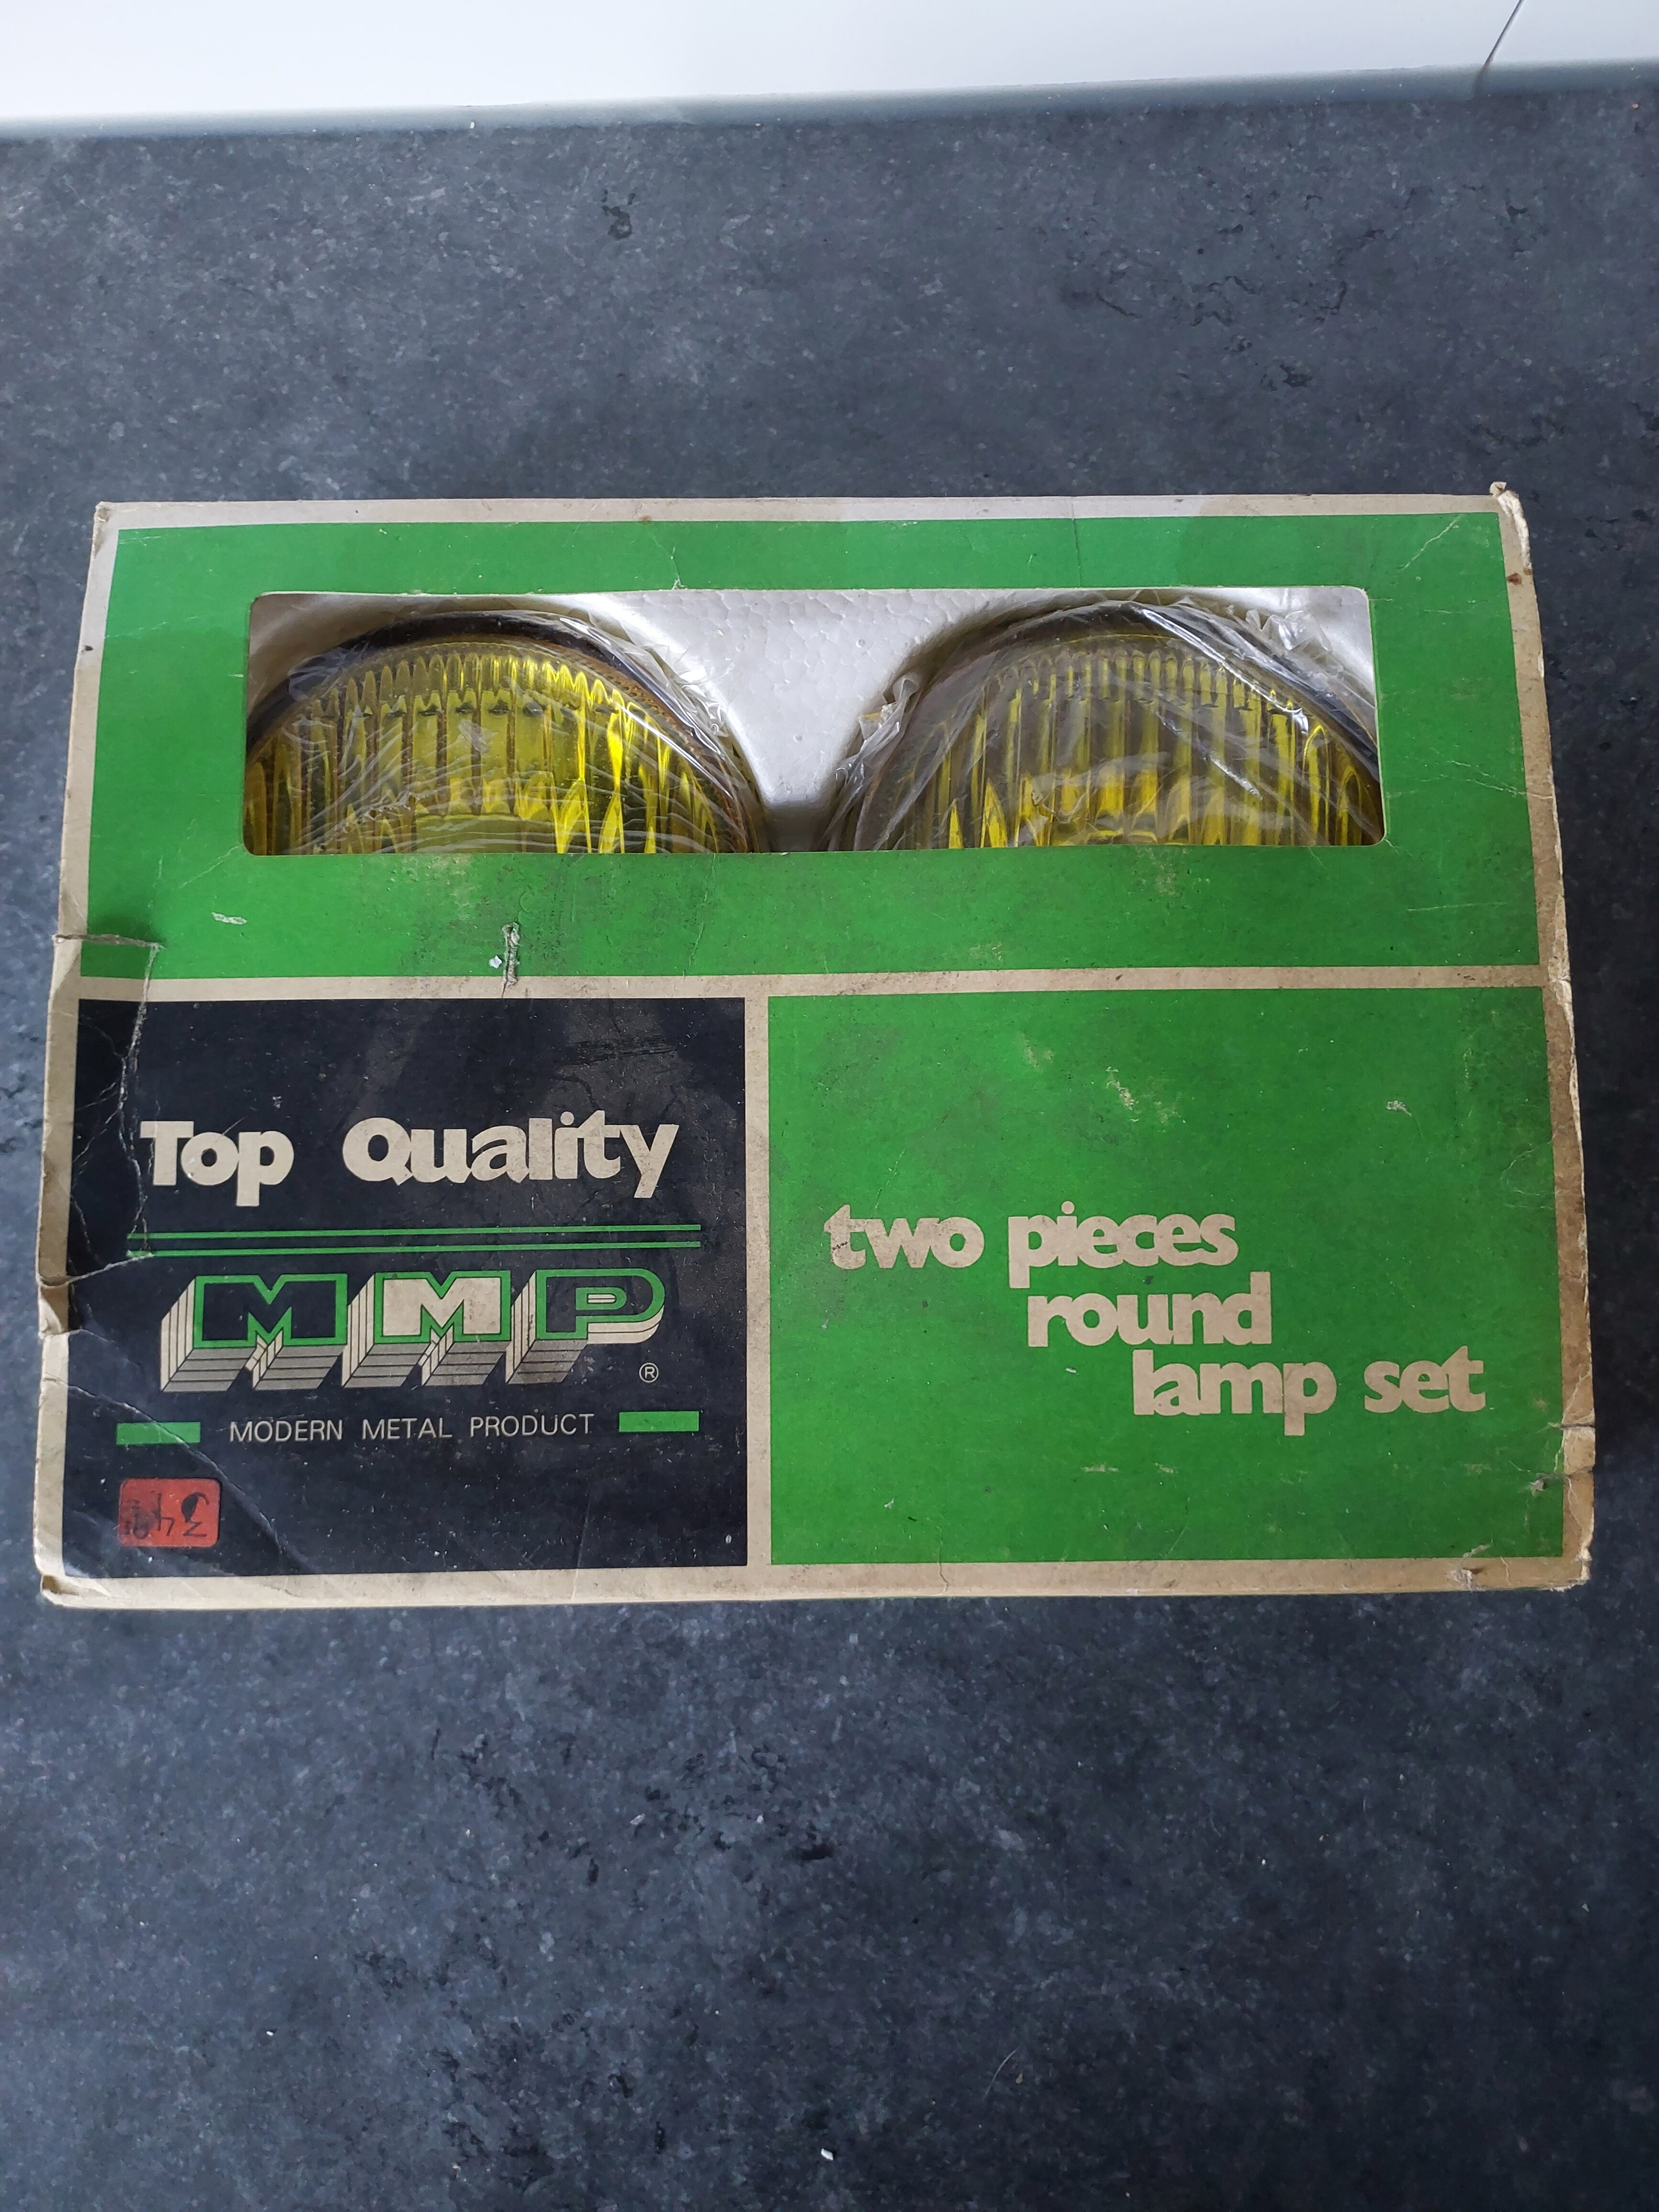 Top Quality
MMP
®
MODERN METAL PRODUCT
two pieces
round
lamp set